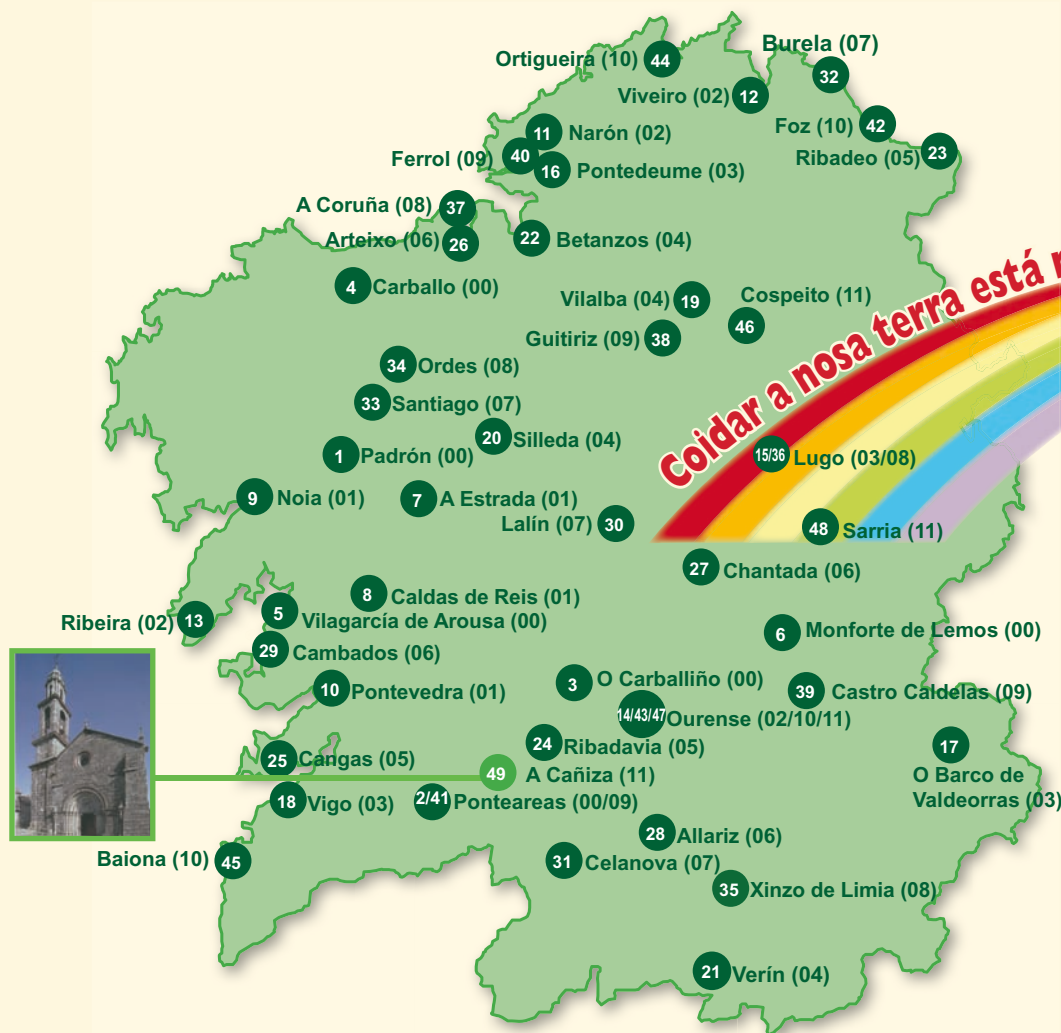 Burela (07)
32
Ortigueira (10) 44
Viveiro (02) 12
Foz (10) 42
Ribadeo (05) 23
11 Narón (02)
Ferrol (09) 40
16 Pontedeume (03)
A Coruña (08) 37
Arteixo (06) 26
22 Betanzos (04)
4 Carballo (00)
Vilalba (04) 19
Cospeito (11)
46
Guitiriz (09) 38
Coidar a nosa terra está
34 Ordes (08)
33 Santiago (07)
20 Silleda (04)
1 Padrón (00)
15/36 Lugo (03/08)
9 Noia (01)
7 A Estrada (01)
Lalín (07) 30
48 Sarria (11)
27 Chantada (06)
8 Caldas de Reis (01)
Ribeira (02) 13
5 Vilagarcía de Arousa (00)
6 Monforte de Lemos (00)
29 Cambados (06)
10 Pontevedra (01)
3 O Carballiño (00)
39 Castro Caldelas (09)
14/43/47 Ourense (02/10/11)
24 Ribadavia (05)
17
O Barco de
Valdeorras (03)
25 Cangas (05)
49 A Cañiza (11)
18 Vigo (03)
2/41 Ponteareas (00/09)
28 Allariz (06)
Baiona (10) 45
31 Celanova (07)
35 Xinzo de Limia (08)
21 Verín (04)